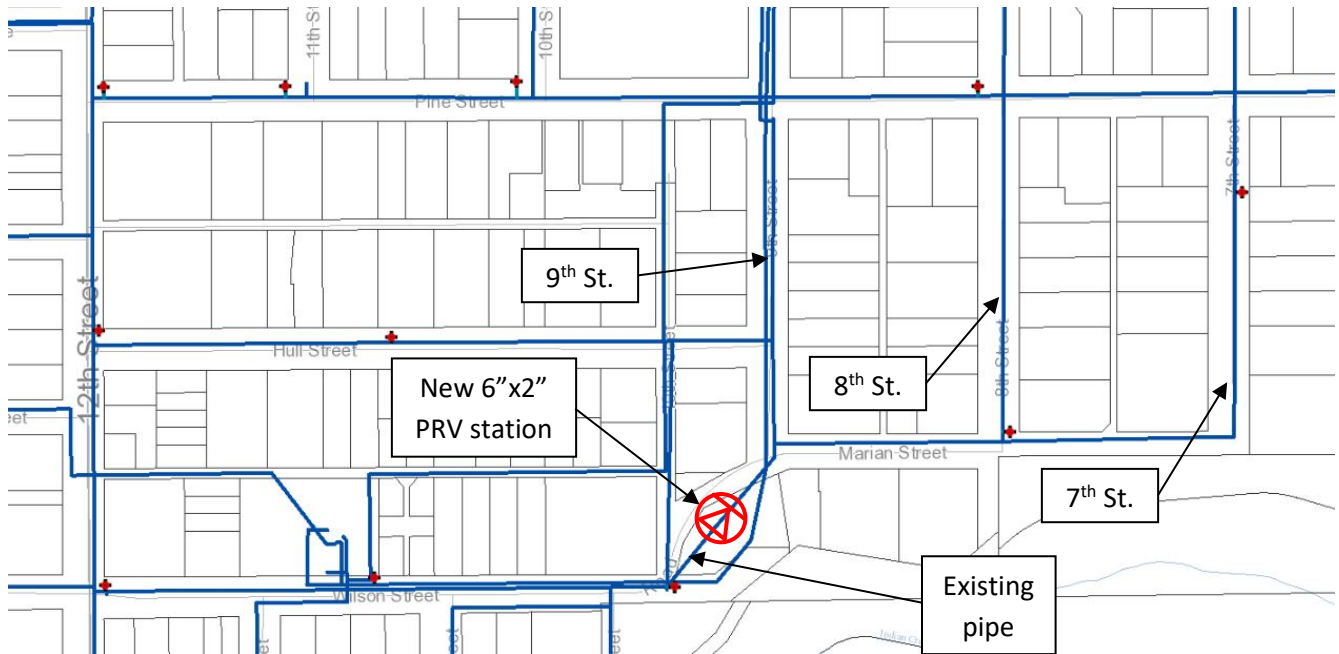 11th St
10th S
Pine Street
7th Street
9th Street
9th St.
12th Street
Hull Street
New 6”x2”
PRV station
8th St.
8th Street
Marian Street
7th St.
Existing
pipe
Wilson Street